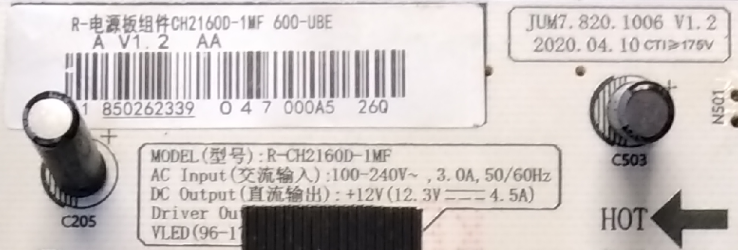 R-电源板组件CH2160D-1MF 600-UBE
A V1.2 AA
1 850262339 0 4 7 000A5 26Q
JUM7.820.1006 V1.2
2020.04.10 CTI≥175V
N501
C503
C205
MODEL(型号):R-CH2160D-1MF
AC Input(交流输入):100-240V~ ,3.0A,50/60Hz
DC Output(直流输出):+12V(12.3V⎓4.5A)
Driver
VLED(96-
HOT